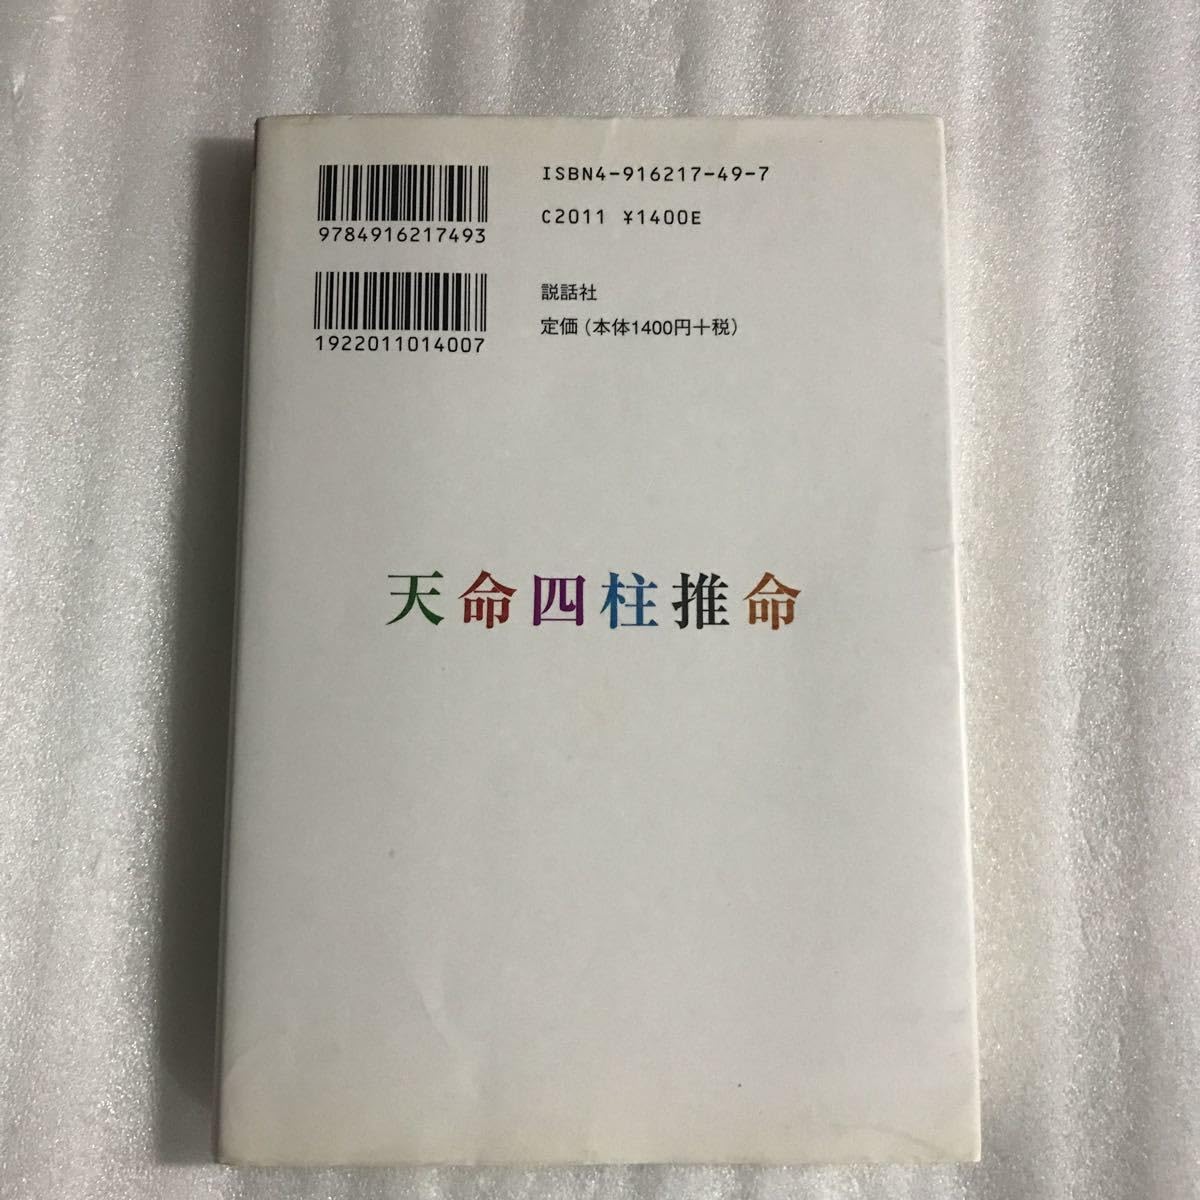 9784916217493
1922011014007
ISBN4-916217-49-7
C2011 ¥1400E
説話社
定価（本体1400円＋税）
天命四柱推命